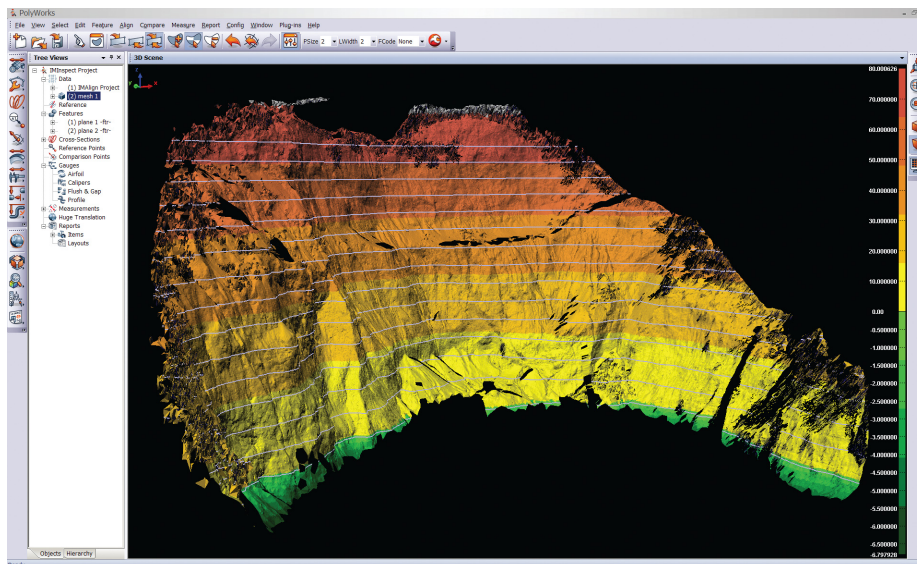 PolyWorks
File View Select Edit Feature Align Compare Measure Report Config Window Plug-ins Help
PSize 2 LWidth 2 FCode None
Tree Views
3D Scene
IMInspect Project
Data
(1) IMAlign Project
(2) mesh 1
Reference
Features
(1) plane 1 -ftr-
(2) plane 2 -ftr-
Cross-Sections
Reference Points
Comparison Points
Gauges
Airfoil
Calipers
Flush & Gap
Profile
Measurements
Huge Translation
Reports
Items
Layouts
Objects Hierarchy
80.000626
70.000000
60.000000
50.000000
40.000000
30.000000
20.000000
10.000000
0.00
-0.500000
-1.000000
-1.500000
-2.000000
-2.500000
-3.000000
-3.500000
-4.000000
-4.500000
-5.000000
-5.500000
-6.000000
-6.500000
-6.797928